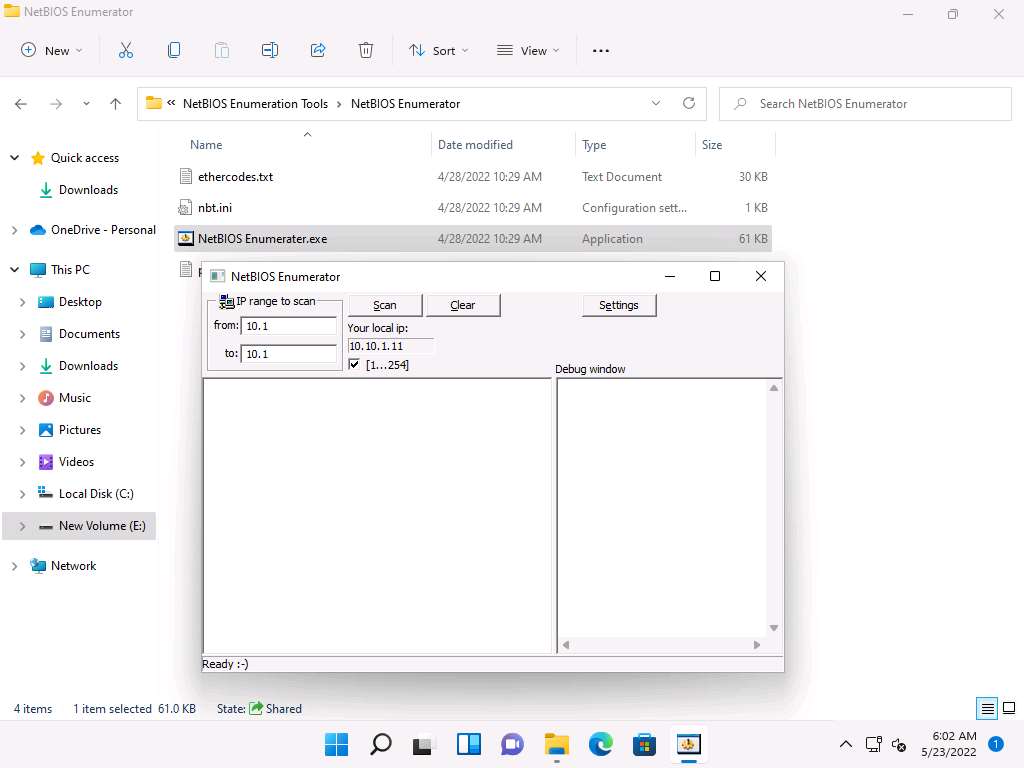 NetBIOS Enumerator
New
Sort
View
« NetBIOS Enumeration Tools › NetBIOS Enumerator
Search NetBIOS Enumerator
Name Date modified Type Size
Quick access
Downloads
OneDrive - Personal
This PC
Desktop
Documents
Downloads
Music
Pictures
Videos
Local Disk (C:)
New Volume (E:)
Network
ethercodes.txt 4/28/2022 10:29 AM Text Document 30 KB
nbt.ini 4/28/2022 10:29 AM Configuration sett... 1 KB
NetBIOS Enumerater.exe 4/28/2022 10:29 AM Application 61 KB
NetBIOS Enumerator
IP range to scan
from: 10.1
to: 10.1
Scan
Clear
Settings
Your local ip:
10.10.1.11
[1...254]
Debug window
Ready :-)
4 items 1 item selected 61.0 KB State: Shared
6:02 AM
5/23/2022
1